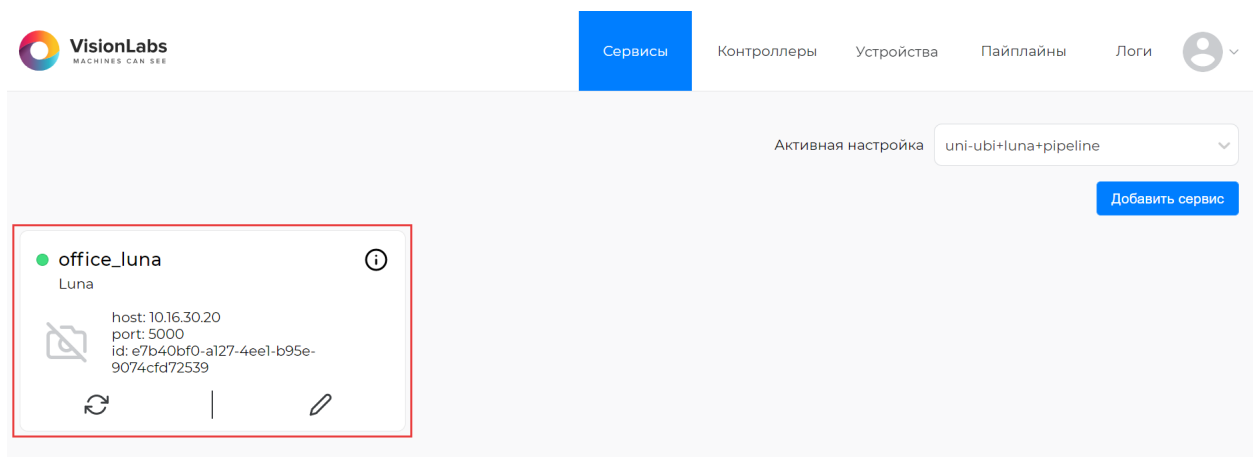 VisionLabs
MACHINES CAN SEE
Сервисы
Контроллеры
Устройства
Пайплайны
Логи
Активная настройка
uni-ubi+luna+pipeline
Добавить сервис
office_luna
Luna
host: 10.16.30.20
port: 5000
id: e7b40bf0-a127-4ee1-b95e-
9074cfd72539